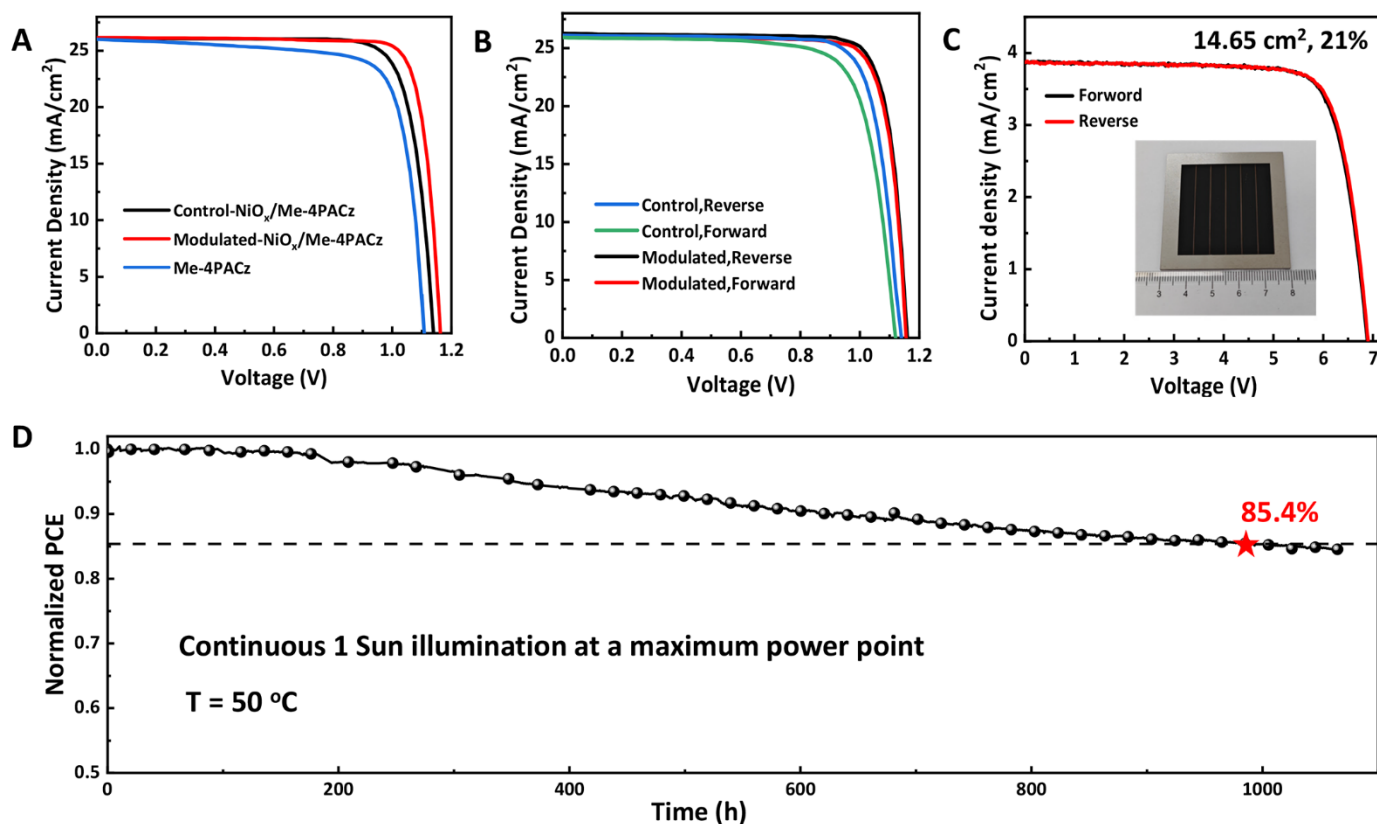 A
Current Density (mA/cm²)
25
20
15
10
5
0
Control-NiOₓ/Me-4PACz
Modulated-NiOₓ/Me-4PACz
Me-4PACz
0.0 0.2 0.4 0.6 0.8 1.0 1.2
Voltage (V)
B
Current Density (mA/cm²)
25
20
15
10
5
0
Control,Reverse
Control,Forward
Modulated,Reverse
Modulated,Forward
0.0 0.2 0.4 0.6 0.8 1.0 1.2
Voltage (V)
C
14.65 cm², 21%
Current density (mA/cm²)
4
3
2
1
0
Forword
Reverse
3 4 5 6 7 8
0 1 2 3 4 5 6 7
Voltage (V)
D
Normalized PCE
1.0
0.9
0.8
0.7
0.6
0.5
85.4%
Continuous 1 Sun illumination at a maximum power point
T = 50 °C
0 200 400 600 800 1000
Time (h)